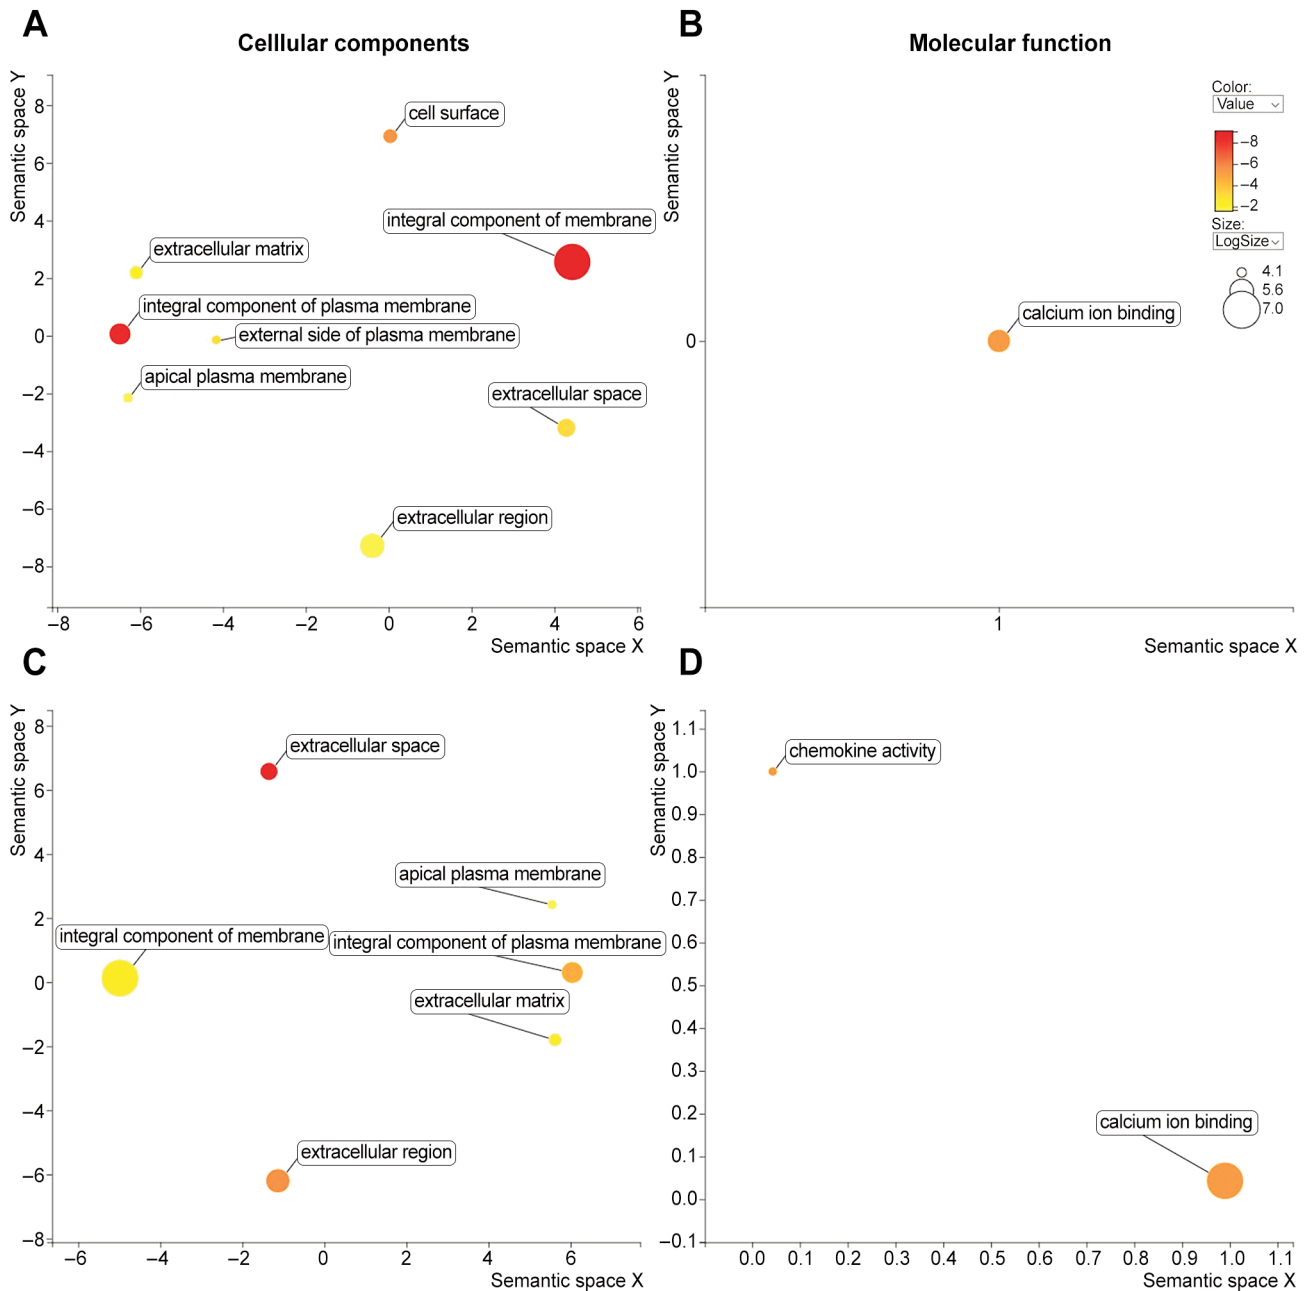 A
Celllular components
Semantic space Y
8
6
4
2
0
–2
–4
–6
–8
cell surface
integral component of membrane
extracellular matrix
integral component of plasma membrane
external side of plasma membrane
apical plasma membrane
extracellular space
extracellular region
–8 –6 –4 –2 0 2 4 6
Semantic space X
B
Molecular function
Semantic space Y
0
calcium ion binding
Color:
Value
–8
–6
–4
–2
Size:
LogSize
4.1
5.6
7.0
1
Semantic space X
C
Semantic space Y
8
6
4
2
0
–2
–4
–6
–8
extracellular space
apical plasma membrane
integral component of membrane
integral component of plasma membrane
extracellular matrix
extracellular region
–6 –4 –2 0 2 4 6
Semantic space X
D
Semantic space Y
1.1
1.0
0.9
0.8
0.7
0.6
0.5
0.4
0.3
0.2
0.1
0.0
–0.1
chemokine activity
calcium ion binding
0.0 0.1 0.2 0.3 0.4 0.5 0.6 0.7 0.8 0.9 1.0 1.1
Semantic space X